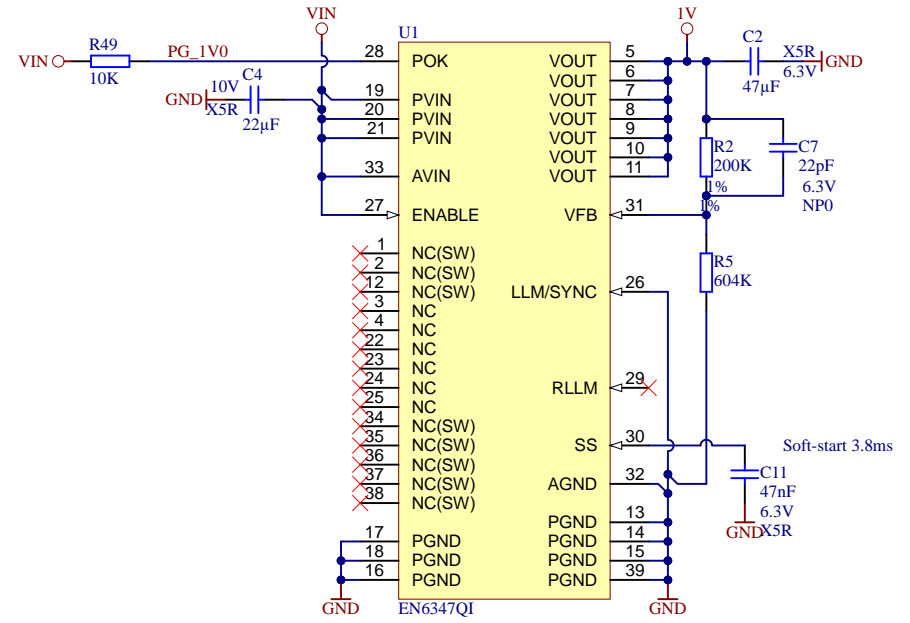 VIN
1V
R49
10K
VIN
PG_1V0
U1
28
POK
VOUT
5
C2
47µF
X5R
6.3V
GND
VOUT
6
GND
10V
X5R
C4
22µF
19
PVIN
VOUT
7
20
PVIN
VOUT
8
21
PVIN
VOUT
9
VOUT
10
33
AVIN
VOUT
11
R2
200K
1%
C7
22pF
6.3V
NP0
27
ENABLE
VFB
31
1%
R5
604K
1
NC(SW)
2
NC(SW)
12
NC(SW)
LLM/SYNC
26
3
NC
4
NC
22
NC
23
NC
24
NC
RLLM
29
25
NC
34
NC(SW)
35
NC(SW)
SS
30
Soft-start 3.8ms
36
NC(SW)
37
NC(SW)
AGND
32
38
NC(SW)
C11
47nF
6.3V
X5R
GND
PGND
13
17
PGND
PGND
14
18
PGND
PGND
15
16
PGND
PGND
39
GND
EN6347QI
GND